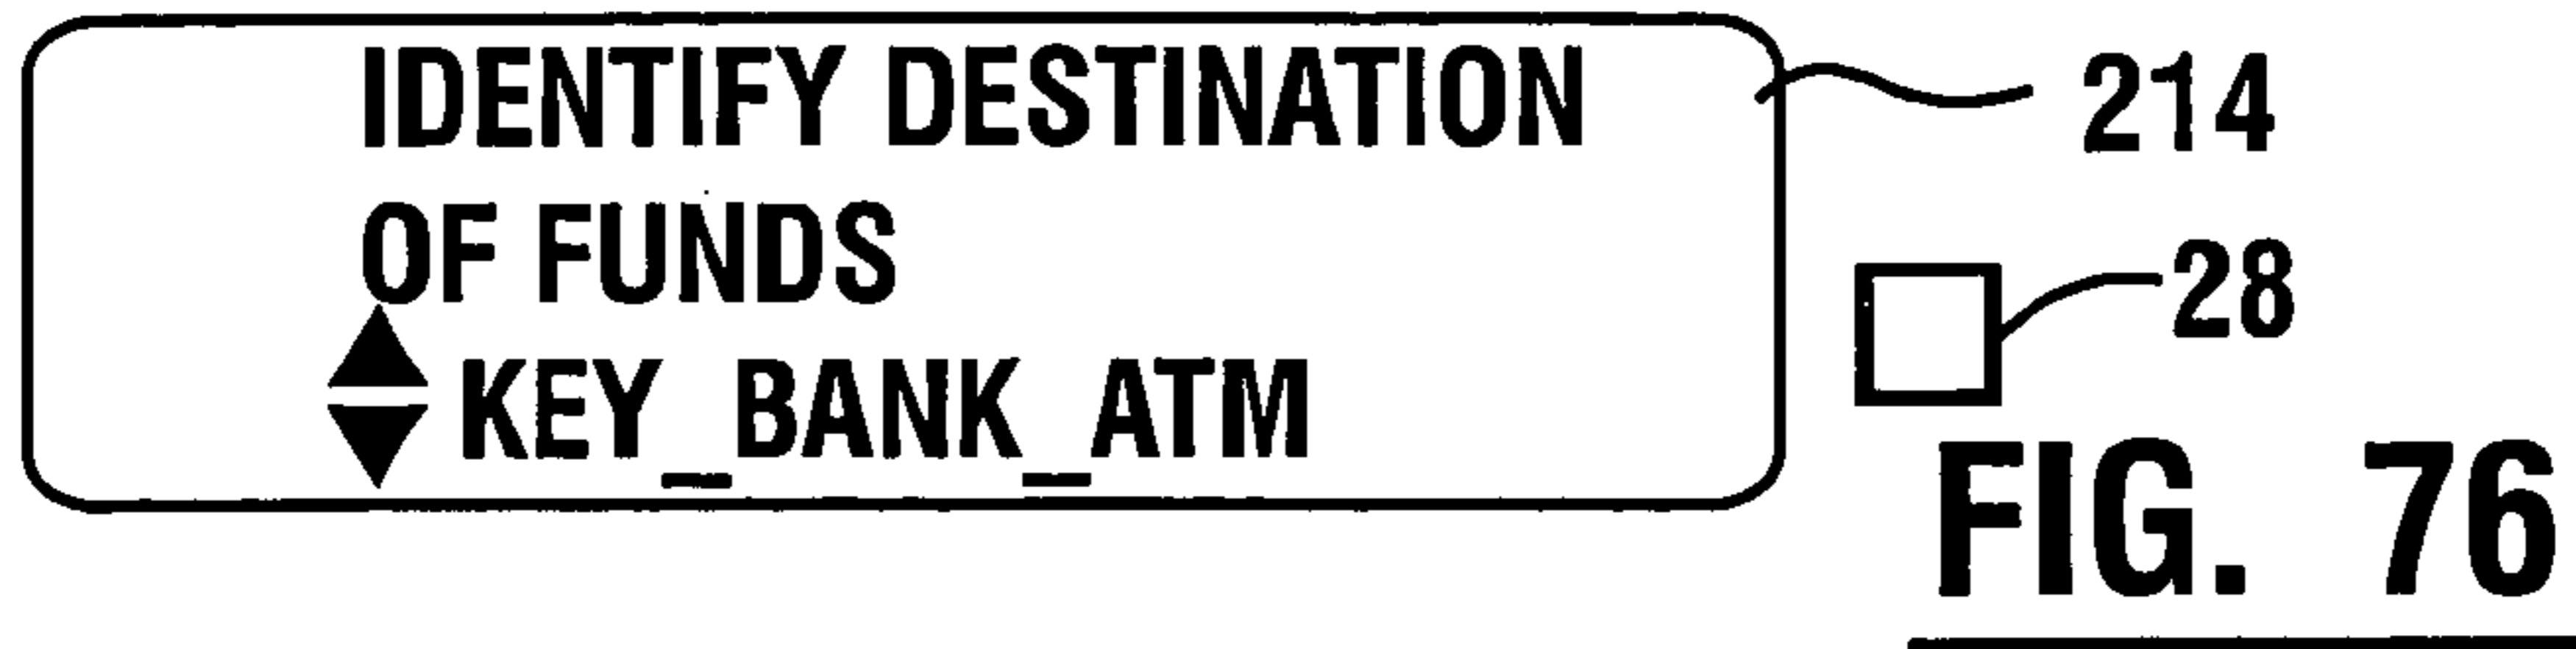 IDENTIFY DESTINATION
OF FUNDS
KEY_BANK_ATM
214
28
FIG. 76